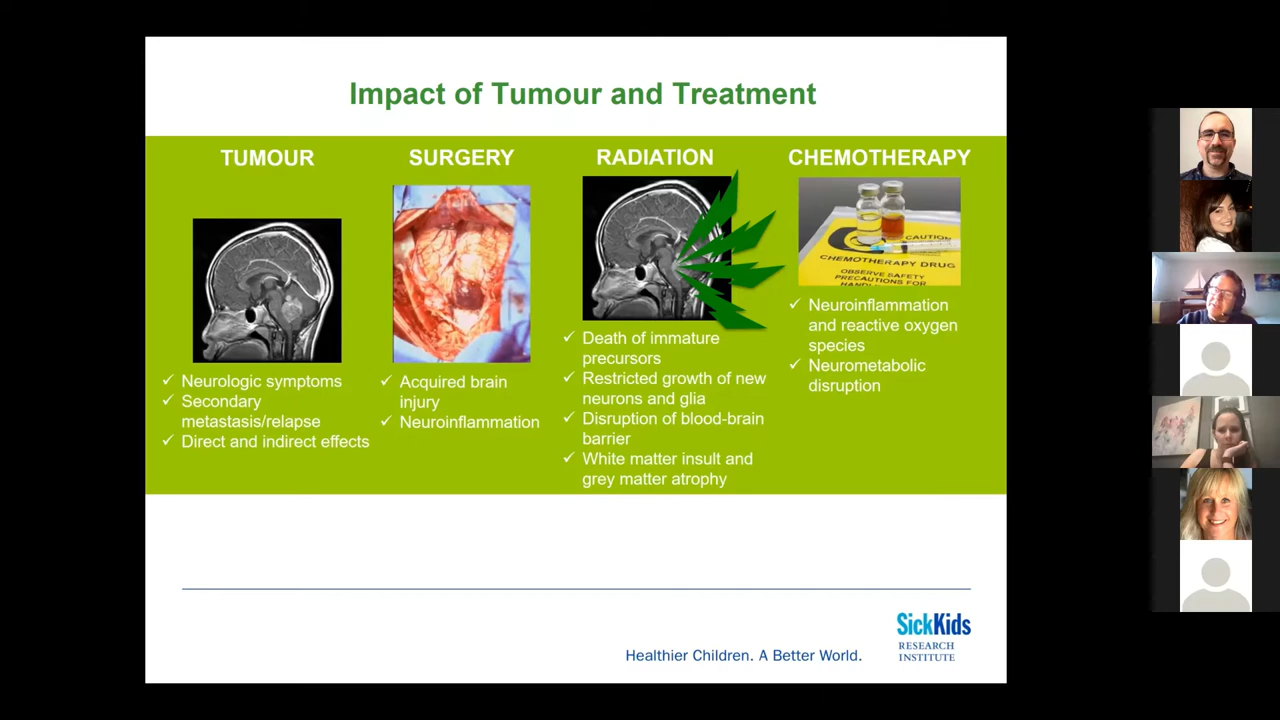 Impact of Tumour and Treatment
TUMOUR
Neurologic symptoms
Secondary
metastasis/relapse
Direct and indirect effects
SURGERY
Acquired brain
injury
Neuroinflammation
RADIATION
Death of immature
precursors
Restricted growth of new
neurons and glia
Disruption of blood-brain
barrier
White matter insult and
grey matter atrophy
CHEMOTHERAPY
CAUTION
CHEMOTHERAPY DRUG
OBSERVE SAFETY
PRECAUTIONS FOR
Neuroinflammation
and reactive oxygen
species
Neurometabolic
disruption
Healthier Children. A Better World.
SickKids
RESEARCH
INSTITUTE